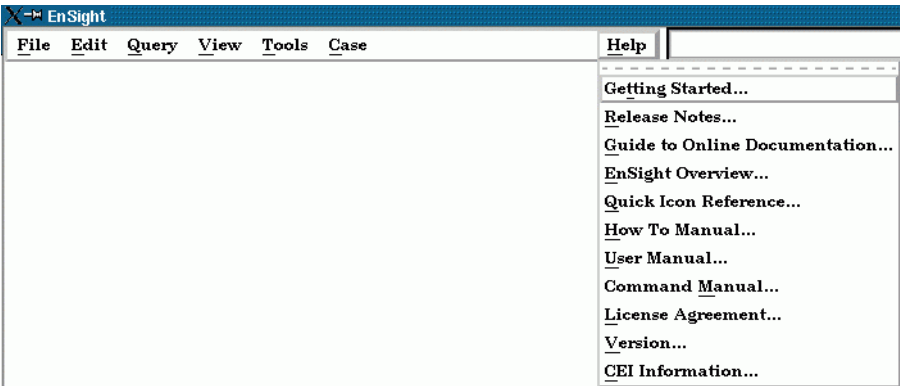 EnSight
File Edit Query View Tools Case Help
Getting Started...
Release Notes...
Guide to Online Documentation...
EnSight Overview...
Quick Icon Reference...
How To Manual...
User Manual...
Command Manual...
License Agreement...
Version...
CEI Information...